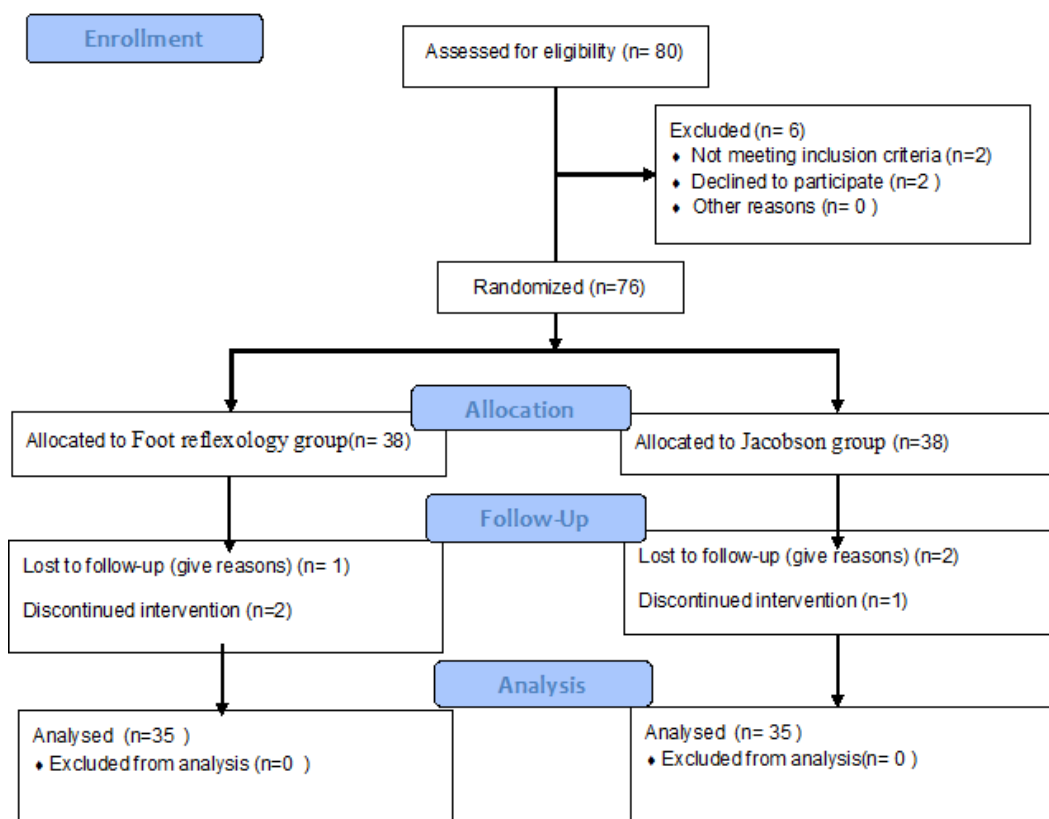 Enrollment
Assessed for eligibility (n= 80)
Excluded (n= 6)
♦ Not meeting inclusion criteria (n=2)
♦ Declined to participate (n=2 )
♦ Other reasons (n= 0 )
Randomized (n=76)
Allocation
Allocated to Foot reflexology group(n= 38)
Allocated to Jacobson group (n=38)
Follow-Up
Lost to follow-up (give reasons) (n= 1)
Discontinued intervention (n=2)
Lost to follow-up (give reasons) (n=2)
Discontinued intervention (n=1)
Analysis
Analysed (n=35 )
♦ Excluded from analysis (n=0 )
Analysed (n= 35 )
♦ Excluded from analysis(n= 0 )